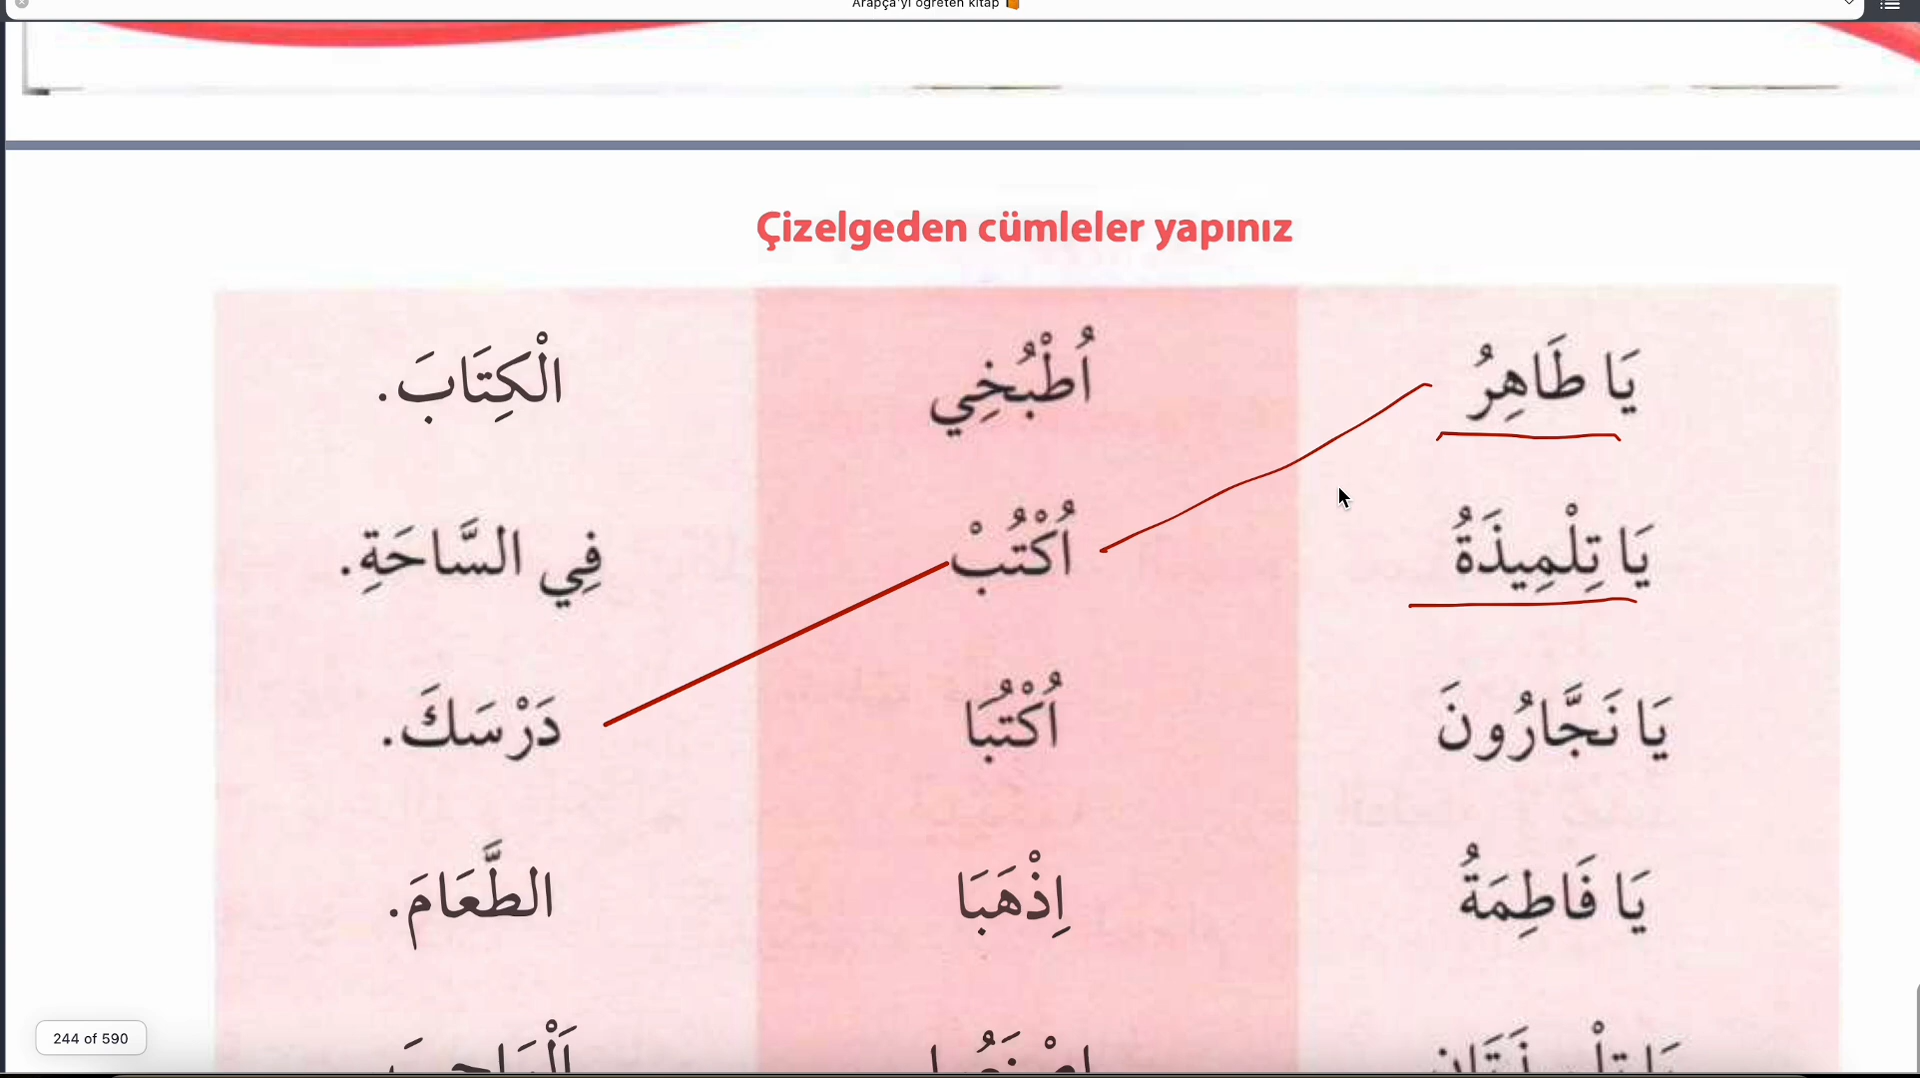 Arapça'yı öğreten kitap
Çizelgeden cümleler yapınız
يَا طَاهِرُ اُطْبُخِي الْكِتَابَ.
يَا تِلْمِيذَةُ اُكْتُبْ فِي السَّاحَةِ.
يَا نَجَّارُونَ اُكْتُبَا دَرْسَكَ.
يَا فَاطِمَةُ اِذْهَبَا الطَّعَامَ.
244 of 590